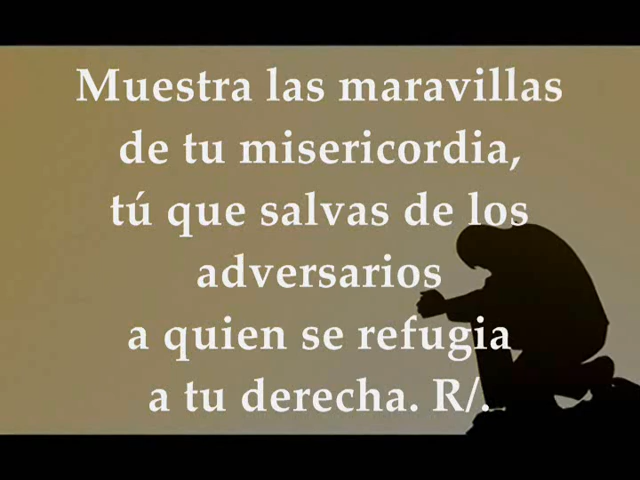 Muestra las maravillas
de tu misericordia,
tú que salvas de los
adversarios
a quien se refugia
a tu derecha. R/.